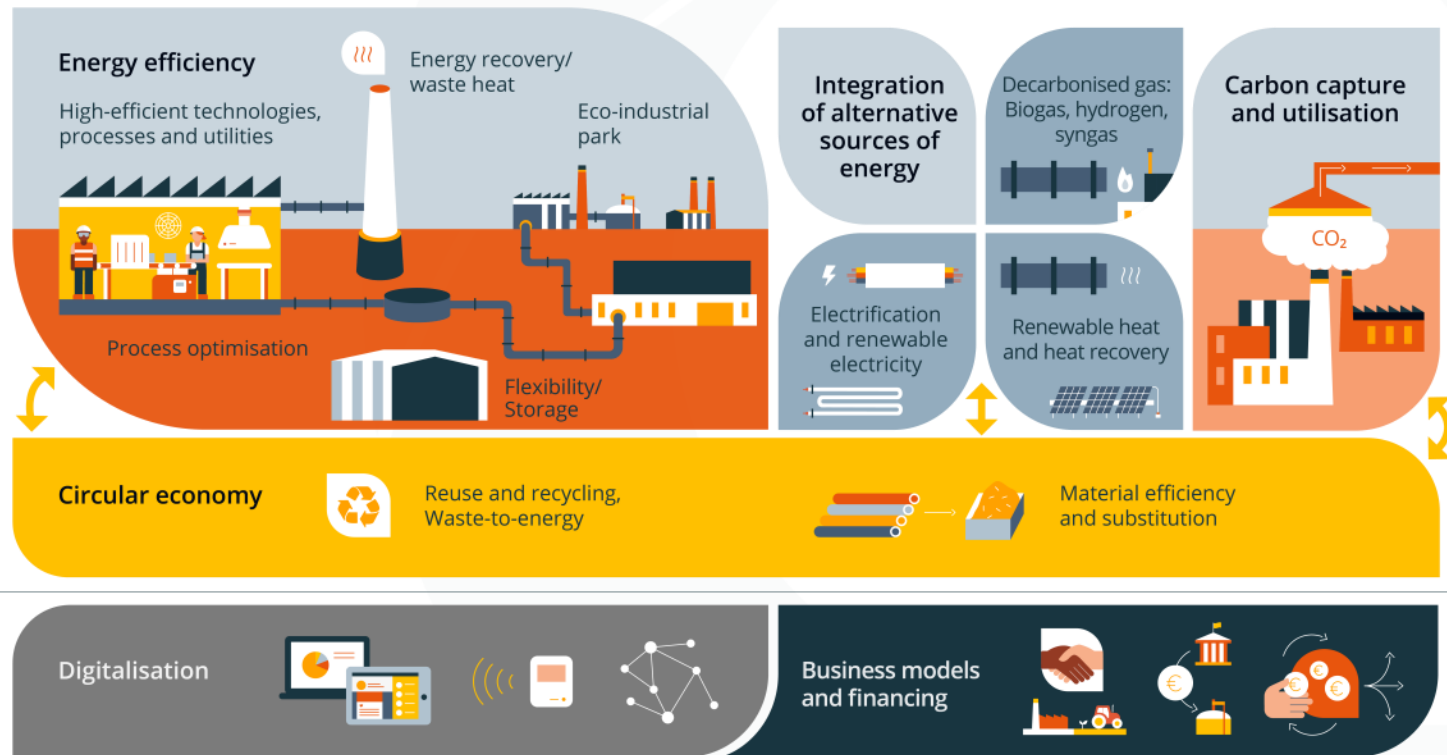 Energy efficiency
High-efficient technologies,
processes and utilities
Energy recovery/
waste heat
Eco-industrial
park
Process optimisation
Flexibility/
Storage
Integration
of alternative
sources of
energy
Decarbonised gas:
Biogas, hydrogen,
syngas
Electrification
and renewable
electricity
Renewable heat
and heat recovery
Carbon capture
and utilisation
CO₂
Circular economy
Reuse and recycling,
Waste-to-energy
Material efficiency
and substitution
Digitalisation
Business models
and financing
€
€
€
€